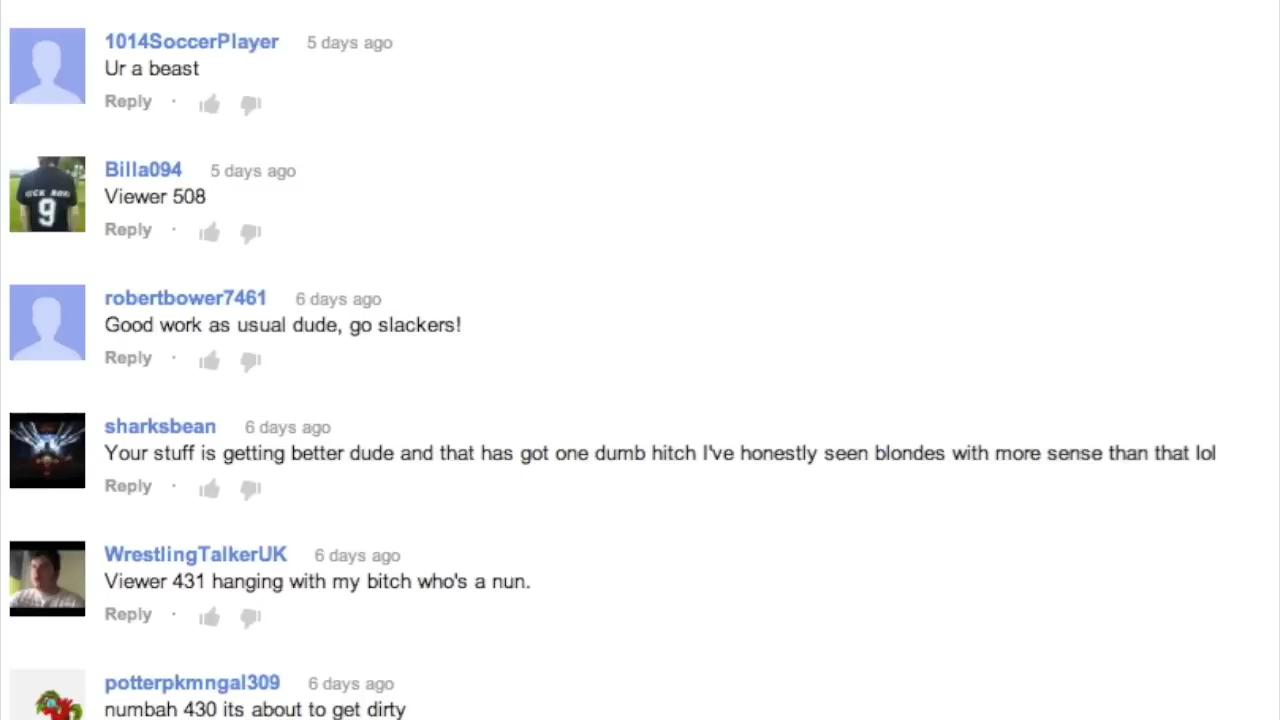 1014SoccerPlayer 5 days ago
Ur a beast
Reply ·
Billa094 5 days ago
Viewer 508
Reply ·
9
robertbower7461 6 days ago
Good work as usual dude, go slackers!
Reply ·
sharksbean 6 days ago
Your stuff is getting better dude and that has got one dumb hitch I've honestly seen blondes with more sense than that lol
Reply ·
WrestlingTalkerUK 6 days ago
Viewer 431 hanging with my bitch who's a nun.
Reply ·
potterpkmngal309 6 days ago
numbah 430 its about to get dirty